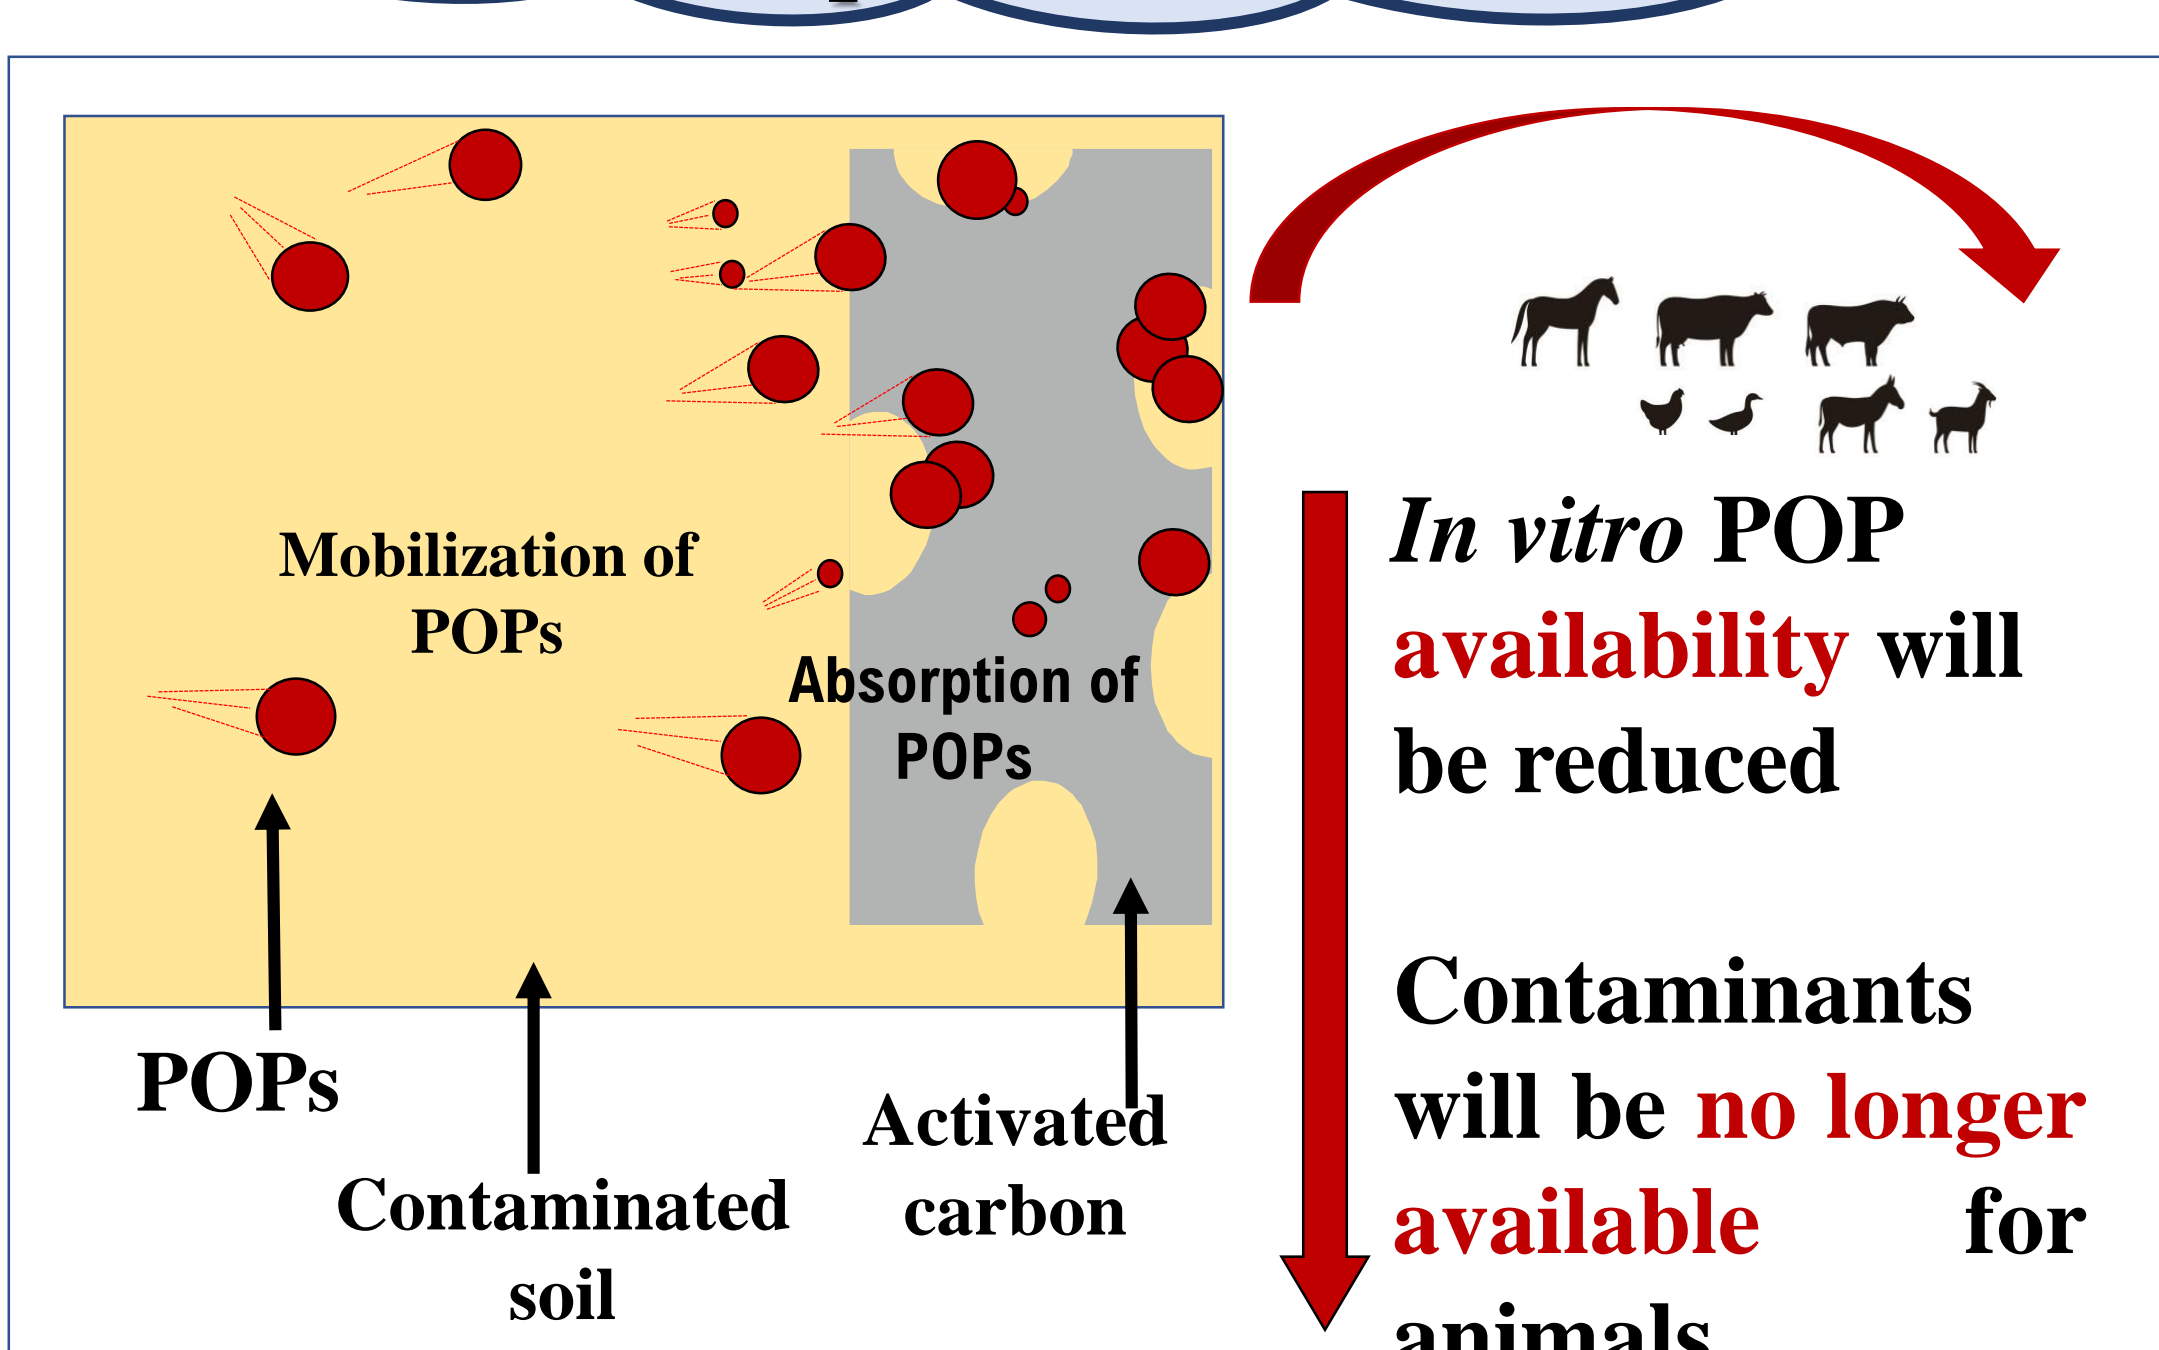 Mobilization of
POPs
Absorption of
POPs
POPs
Contaminated
soil
Activated
carbon
In vitro POP
availability will
be reduced
Contaminants
will be no longer
available for
animals